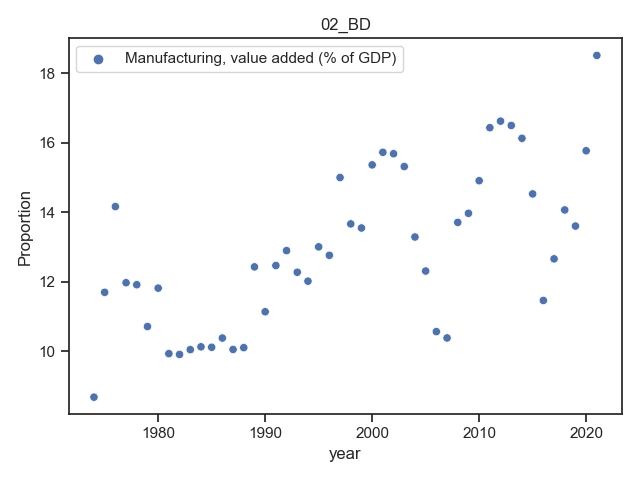 02_BD
Manufacturing, value added (% of GDP)
18
16
14
12
10
Proportion
1980
1990
2000
2010
2020
year